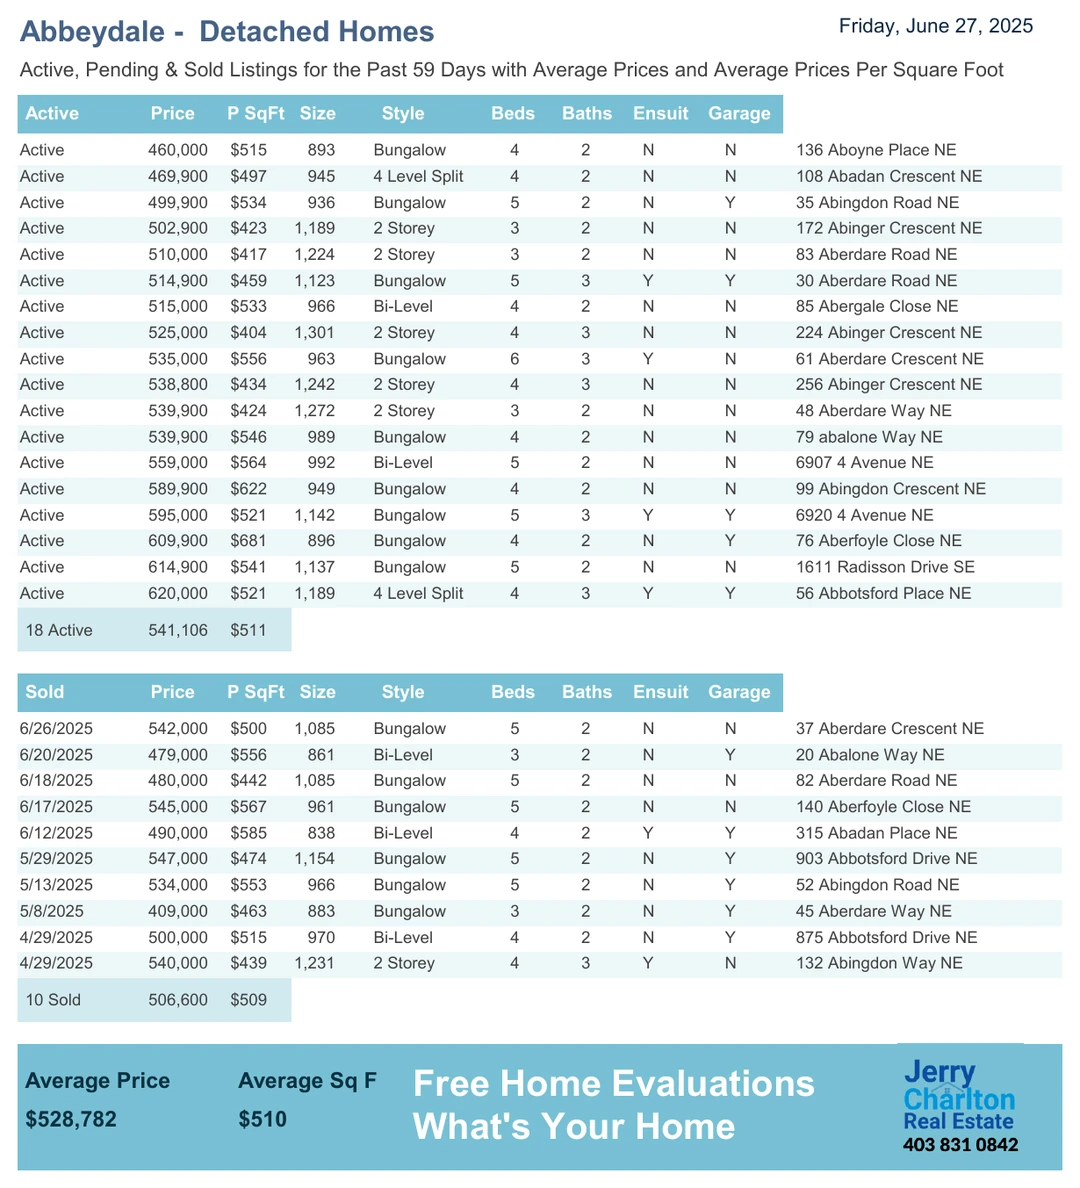 Abbeydale - Detached Homes
Friday, June 27, 2025
Active, Pending & Sold Listings for the Past 59 Days with Average Prices and Average Prices Per Square Foot
Active Price P SqFt Size Style Beds Baths Ensuit Garage
Active 460,000 $515 893 Bungalow 4 2 N N 136 Aboyne Place NE
Active 469,900 $497 945 4 Level Split 4 2 N N 108 Abadan Crescent NE
Active 499,900 $534 936 Bungalow 5 2 N Y 35 Abingdon Road NE
Active 502,900 $423 1,189 2 Storey 3 2 N N 172 Abinger Crescent NE
Active 510,000 $417 1,224 2 Storey 3 2 N N 83 Aberdare Road NE
Active 514,900 $459 1,123 Bungalow 5 3 Y Y 30 Aberdare Road NE
Active 515,000 $533 966 Bi-Level 4 2 N N 85 Abergale Close NE
Active 525,000 $404 1,301 2 Storey 4 3 N N 224 Abinger Crescent NE
Active 535,000 $556 963 Bungalow 6 3 Y N 61 Aberdare Crescent NE
Active 538,800 $434 1,242 2 Storey 4 3 N N 256 Abinger Crescent NE
Active 539,900 $424 1,272 2 Storey 3 2 N N 48 Aberdare Way NE
Active 539,900 $546 989 Bungalow 4 2 N N 79 abalone Way NE
Active 559,000 $564 992 Bi-Level 5 2 N N 6907 4 Avenue NE
Active 589,900 $622 949 Bungalow 4 2 N N 99 Abingdon Crescent NE
Active 595,000 $521 1,142 Bungalow 5 3 Y Y 6920 4 Avenue NE
Active 609,900 $681 896 Bungalow 4 2 N Y 76 Aberfoyle Close NE
Active 614,900 $541 1,137 Bungalow 5 2 N N 1611 Radisson Drive SE
Active 620,000 $521 1,189 4 Level Split 4 3 Y Y 56 Abbotsford Place NE
18 Active 541,106 $511
Sold Price P SqFt Size Style Beds Baths Ensuit Garage
6/26/2025 542,000 $500 1,085 Bungalow 5 2 N N 37 Aberdare Crescent NE
6/20/2025 479,000 $556 861 Bi-Level 3 2 N Y 20 Abalone Way NE
6/18/2025 480,000 $442 1,085 Bungalow 5 2 N N 82 Aberdare Road NE
6/17/2025 545,000 $567 961 Bungalow 5 2 N N 140 Aberfoyle Close NE
6/12/2025 490,000 $585 838 Bi-Level 4 2 Y Y 315 Abadan Place NE
5/29/2025 547,000 $474 1,154 Bungalow 5 2 N Y 903 Abbotsford Drive NE
5/13/2025 534,000 $553 966 Bungalow 5 2 N Y 52 Abingdon Road NE
5/8/2025 409,000 $463 883 Bungalow 3 2 N Y 45 Aberdare Way NE
4/29/2025 500,000 $515 970 Bi-Level 4 2 N Y 875 Abbotsford Drive NE
4/29/2025 540,000 $439 1,231 2 Storey 4 3 Y N 132 Abingdon Way NE
10 Sold 506,600 $509
Average Price Average Sq F
$528,782 $510
Free Home Evaluations
What's Your Home
Jerry
Charlton
Real Estate
403 831 0842